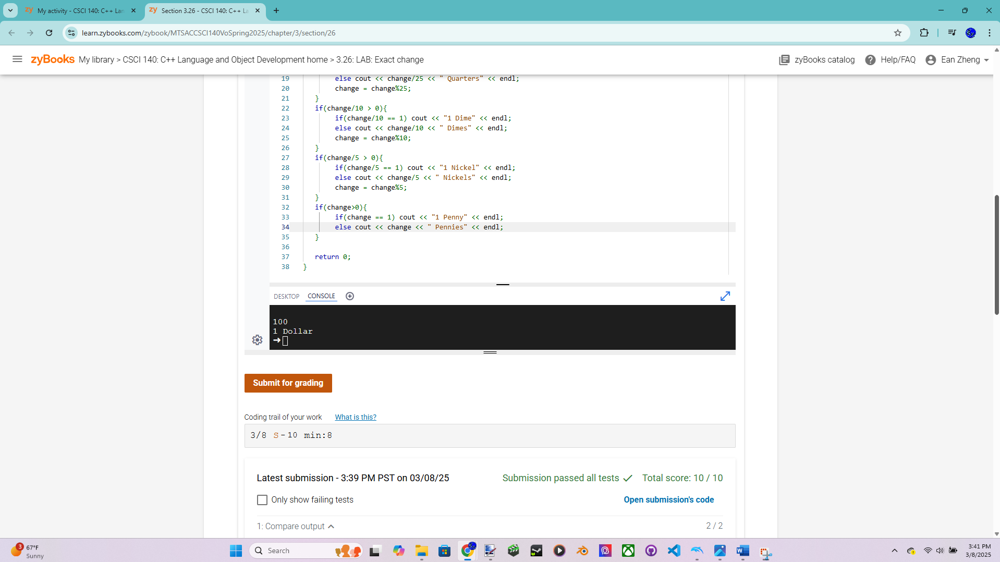 My activity - CSCI 140: C++ Lan
Section 3.26 - CSCI 140: C++ La
learn.zybooks.com/zybook/MTSACCSCI140VoSpring2025/chapter/3/section/26
zyBooks My library > CSCI 140: C++ Language and Object Development home > 3.26: LAB: Exact change
zyBooks catalog
Help/FAQ
Ean Zheng
19 else cout << change/25 << " Quarters" << endl;
20 change = change%25;
21 }
22 if(change/10 > 0){
23 if(change/10 == 1) cout << "1 Dime" << endl;
24 else cout << change/10 << " Dimes" << endl;
25 change = change%10;
26 }
27 if(change/5 > 0){
28 if(change/5 == 1) cout << "1 Nickel" << endl;
29 else cout << change/5 << " Nickels" << endl;
30 change = change%5;
31 }
32 if(change>0){
33 if(change == 1) cout << "1 Penny" << endl;
34 else cout << change << " Pennies" << endl;
35 }
36
37 return 0;
38 }
DESKTOP CONSOLE
100
1 Dollar
Submit for grading
Coding trail of your work What is this?
3/8 S-10 min:8
Latest submission - 3:39 PM PST on 03/08/25
Submission passed all tests Total score: 10 / 10
Only show failing tests
Open submission's code
1: Compare output
2 / 2
3
67°F
Sunny
Search
3:41 PM
3/8/2025